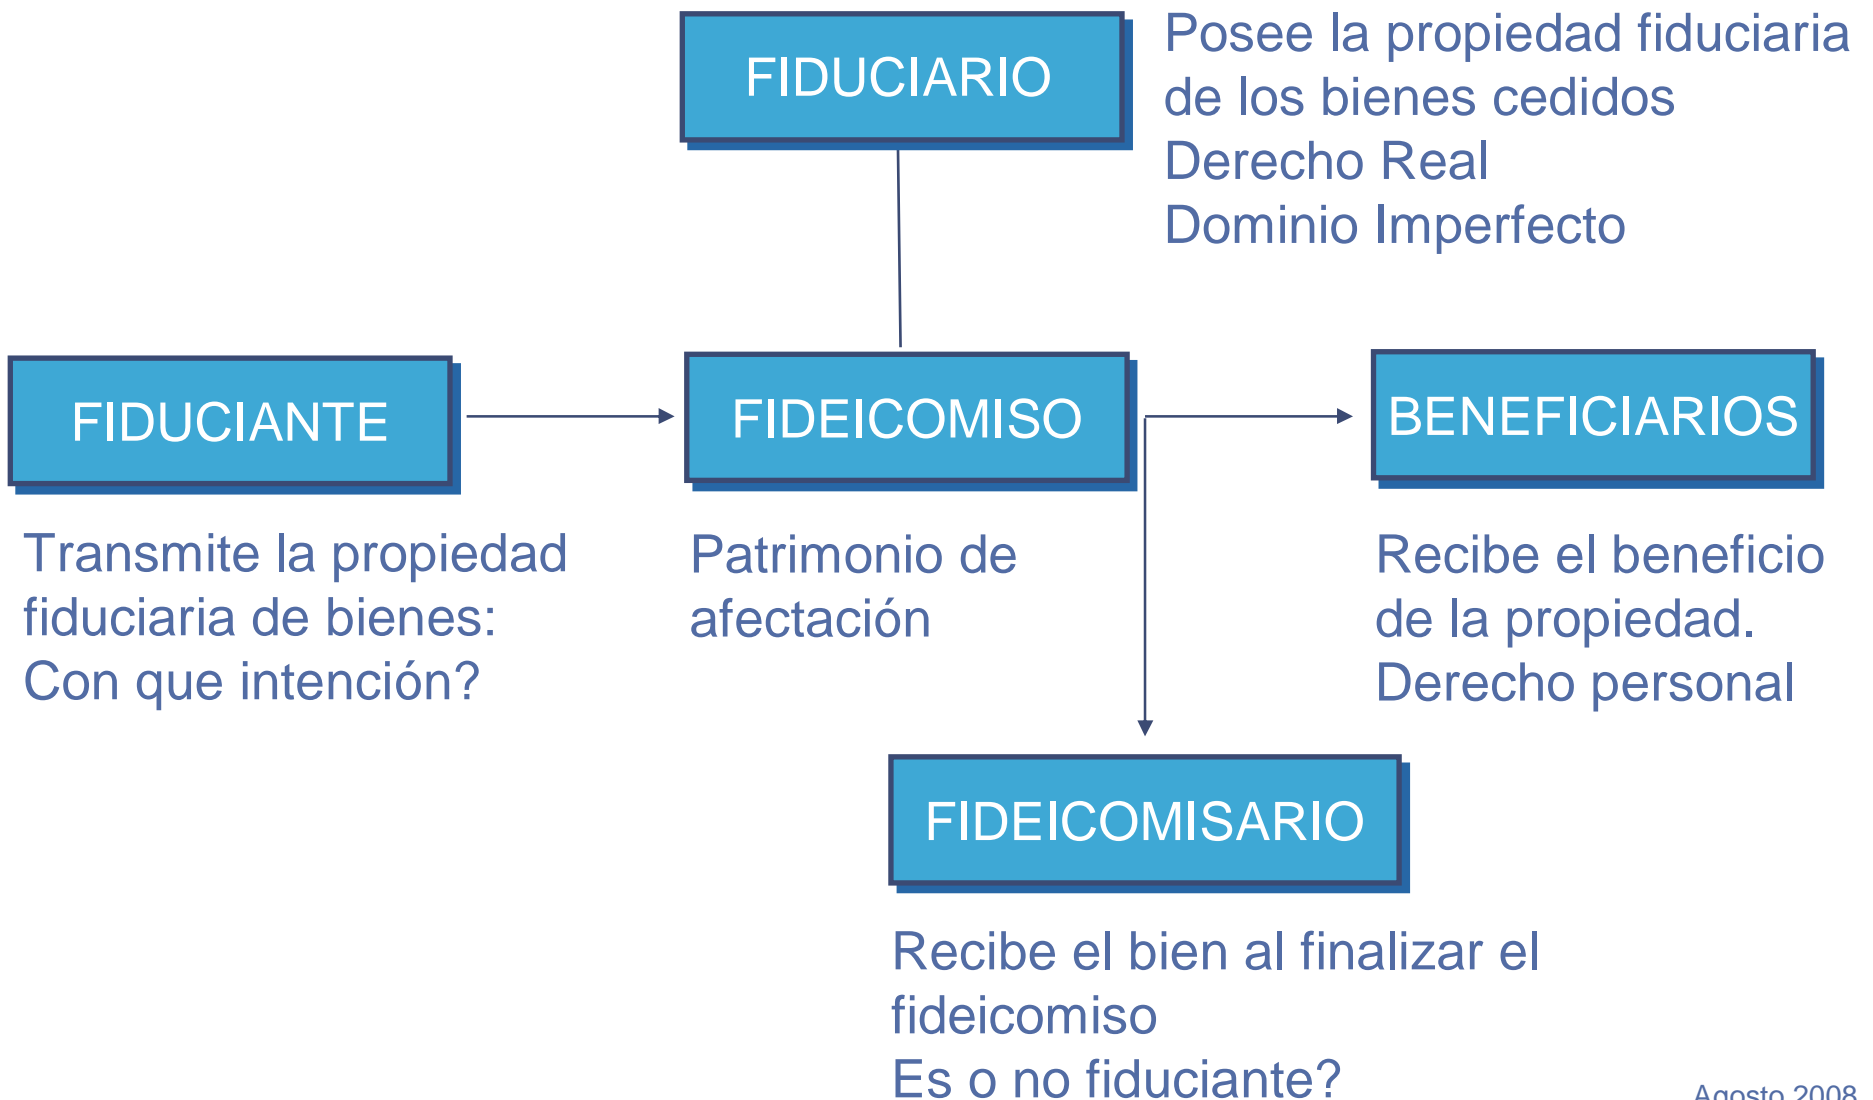 FIDUCIARIO
Posee la propiedad fiduciaria
de los bienes cedidos
Derecho Real
Dominio Imperfecto
FIDUCIANTE
FIDEICOMISO
BENEFICIARIOS
Transmite la propiedad
fiduciaria de bienes:
Con que intención?
Patrimonio de
afectación
Recibe el beneficio
de la propiedad.
Derecho personal
FIDEICOMISARIO
Recibe el bien al finalizar el
fideicomiso
Es o no fiduciante?
Agosto 2008